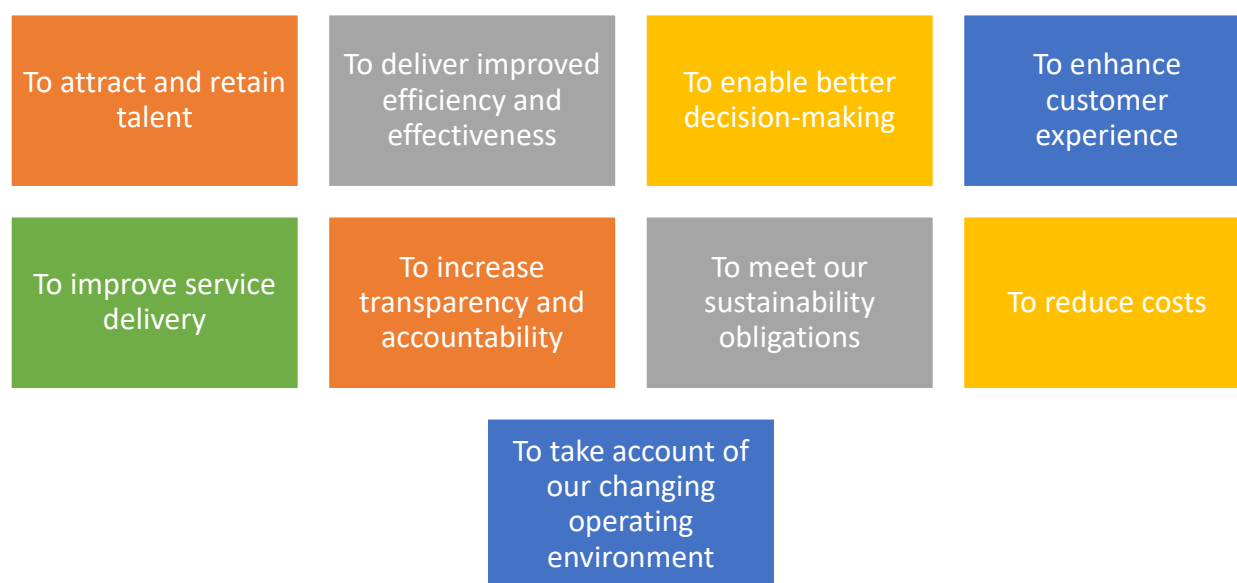 To attract and retain
talent
To deliver improved
efficiency and
effectiveness
To enable better
decision-making
To enhance
customer
experience
To improve service
delivery
To increase
transparency and
accountability
To meet our
sustainability
obligations
To reduce costs
To take account of
our changing
operating
environment